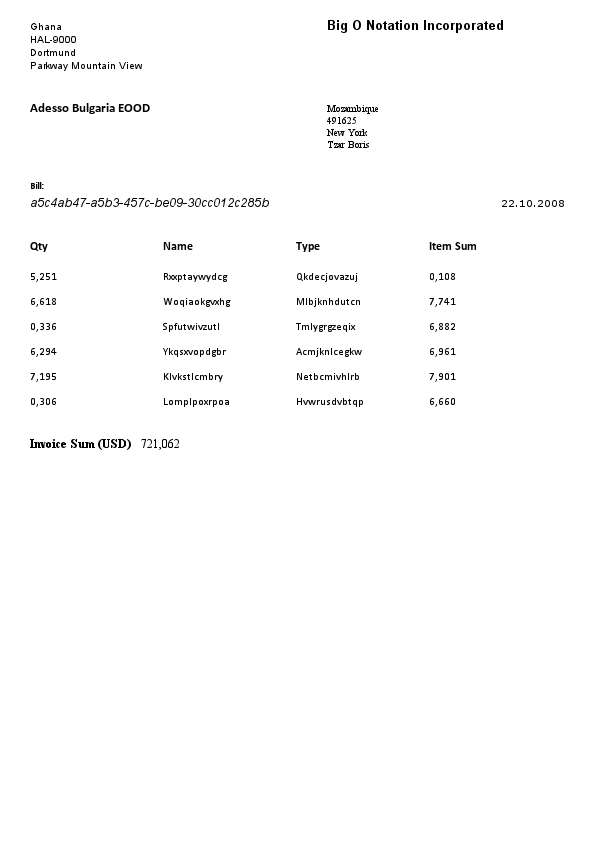 Ghana
HAL-9000
Dortmund
Parkway Mountain View
Big O Notation Incorporated
Adesso Bulgaria EOOD
Mozambique
491625
New York
Tzar Boris
Bill:
a5c4ab47-a5b3-457c-be09-30cc012c285b 22.10.2008
Qty Name Type Item Sum
5,251 Rxxptaywydcg Qkdecjovazuj 0,108
6,618 Woqiaokgvxhg Mlbjknhdutcn 7,741
0,336 Spfutwivzutl Tmlygrgzeqix 6,882
6,294 Ykqsxvopdgbr Acmjknlcegkw 6,961
7,195 Klvkstlcmbry Netbcmivhlrb 7,901
0,306 Lomplpoxrpoa Hvwrusdvbtqp 6,660
Invoice Sum (USD) 721,062